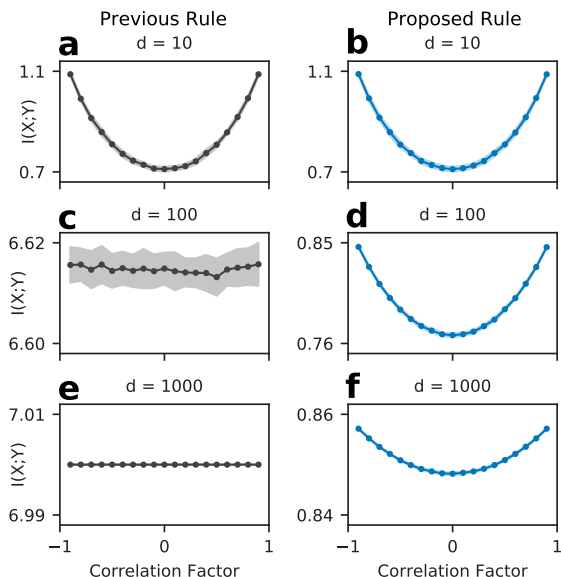 Previous Rule
Proposed Rule
a
d = 10
b
d = 10
1.1
0.7
I(X;Y)
1.1
0.7
c
d = 100
d
d = 100
6.62
6.60
I(X;Y)
0.85
0.76
e
d = 1000
f
d = 1000
7.01
6.99
I(X;Y)
0.86
0.84
−1 0 1
−1 0 1
Correlation Factor
Correlation Factor